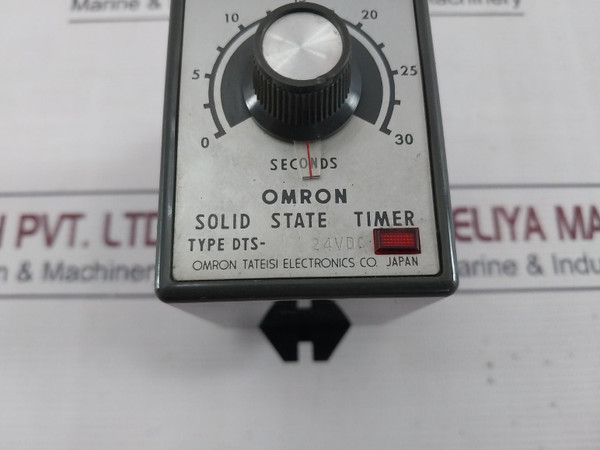 Marine &
Machinery
10
20
5
25
0
30
SECONDS
OMRON
SOLID STATE TIMER
TYPE DTS- 24VDC
OMRON TATEISI ELECTRONICS CO. JAPAN
PVT. LTD
ELIYA MA
& Machinery
arine & Indu